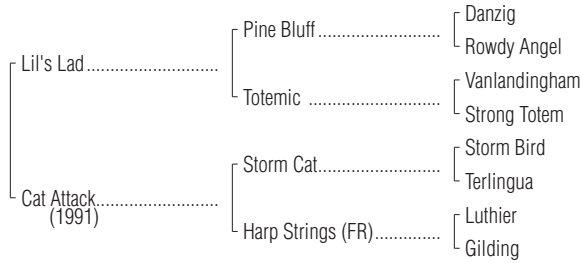 Danzig
Pine Bluff
Rowdy Angel
Lil's Lad
Vanlandingham
Totemic
Strong Totem
Storm Bird
Storm Cat
Terlingua
Cat Attack
(1991)
Luthier
Harp Strings (FR)
Gilding